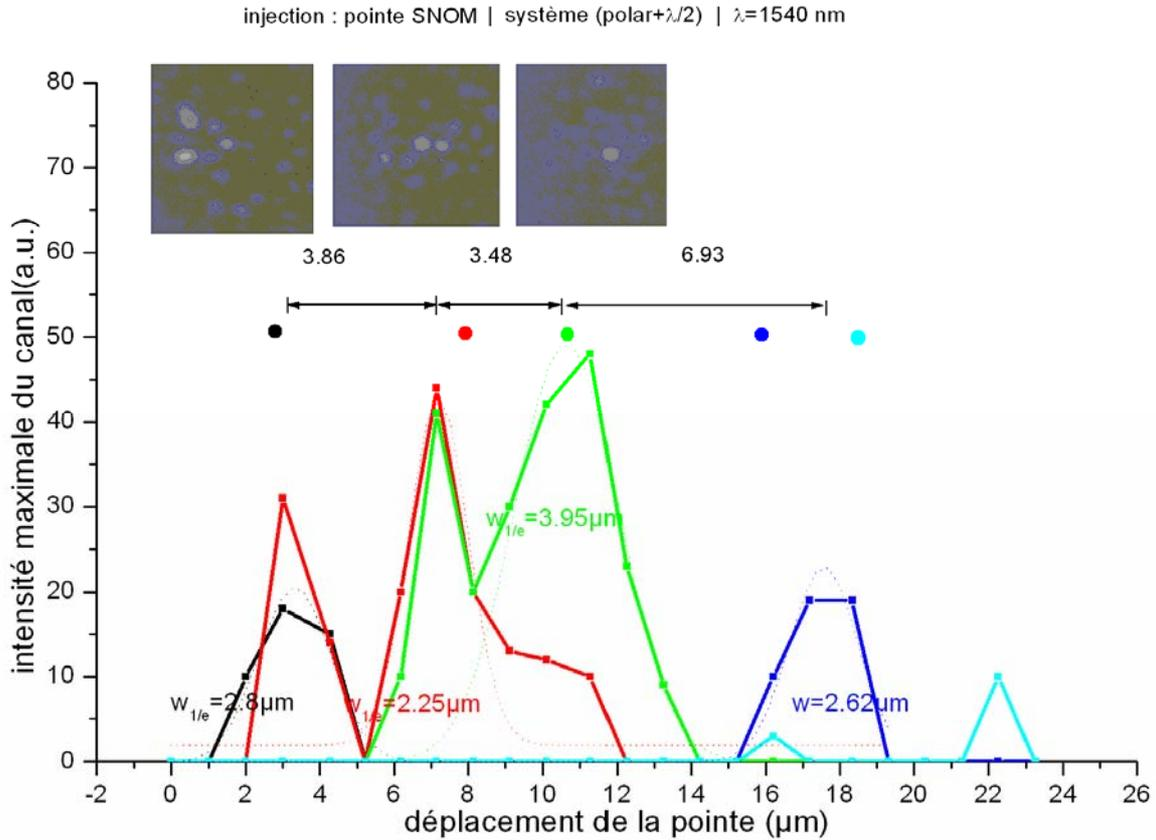 injection : pointe SNOM | système (polar+λ/2) | λ=1540 nm
80
70
60
50
40
30
20
10
0
intensité maximale du canal(a.u.)
3.86 3.48 6.93
w1/e=3.95µm
w1/e=2.8µm
w1/e=2.25µm
w=2.62µm
-2 0 2 4 6 8 10 12 14 16 18 20 22 24 26
déplacement de la pointe (µm)